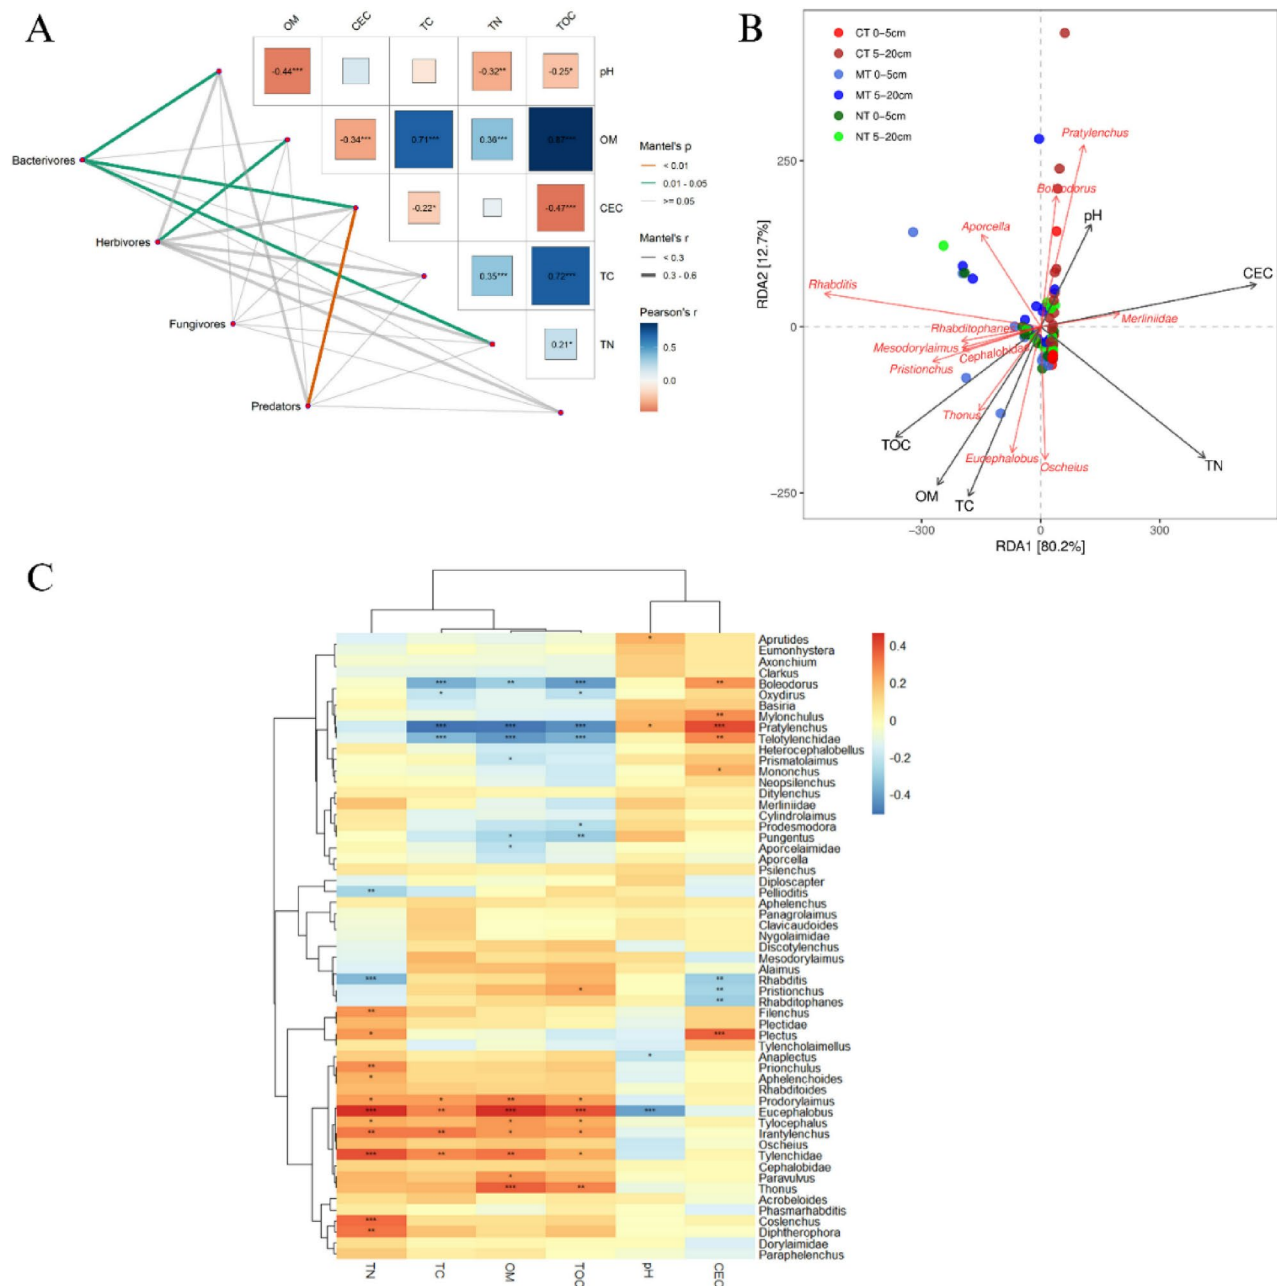 A
OM CEC TC TN TOC
-0.44*** -0.32** -0.25* pH
-0.34*** 0.71*** 0.36*** 0.87*** OM
-0.22* -0.47*** CEC
0.35*** 0.72*** TC
0.21* TN
Bacterivores
Herbivores
Fungivores
Predators
Mantel's p
< 0.01
0.01 - 0.05
>= 0.05
Mantel's r
< 0.3
0.3 - 0.6
Pearson's r
0.5
0.0
B
CT 0–5cm
CT 5–20cm
MT 0–5cm
MT 5–20cm
NT 0–5cm
NT 5–20cm
Pratylenchus
Boleodorus
pH
Aporcella
CEC
Rhabditis
Merliniidae
Rhabditophanes
Mesodorylaimus
Cephalobidae
Pristionchus
Thonus
TOC
Eucephalobus
Oscheius
TN
OM
TC
250
0
−250
−300 0 300
RDA1 [80.2%]
RDA2 [12.7%]
C
* Aprutides
Eumonhystera
Axonchium
Clarkus
*** ** *** ** Boleodorus
* * Oxydirus
Basiria
** Mylonchulus
*** *** *** * *** Pratylenchus
*** *** *** ** Telotylenchidae
Heterocephalobellus
* Prismatolaimus
* Mononchus
Neopsilenchus
Ditylenchus
Merliniidae
Cylindrolaimus
* Prodesmodora
* ** Pungentus
* Aporcelaimidae
Aporcella
Psilenchus
Diploscapter
** Pellioditis
Aphelenchus
Panagrolaimus
Clavicaudoides
Nygolaimidae
Discotylenchus
Mesodorylaimus
Alaimus
*** ** Rhabditis
* ** Pristionchus
** Rhabditophanes
** Filenchus
Plectidae
* *** Plectus
Tylencholaimellus
* Anaplectus
** Prionchulus
* Aphelenchoides
Rhabditoides
* * ** * Prodorylaimus
*** ** *** *** *** Eucephalobus
* * * Tylocephalus
** ** * * Irantylenchus
Oscheius
*** ** ** * Tylenchidae
Cephalobidae
* Paravulvus
*** ** Thonus
Acrobeloides
Phasmarhabditis
*** Coslenchus
** Diphtherophora
Dorylaimidae
Paraphelenchus
TN TC OM TOC pH CEC
0.4
0.2
0
-0.2
-0.4